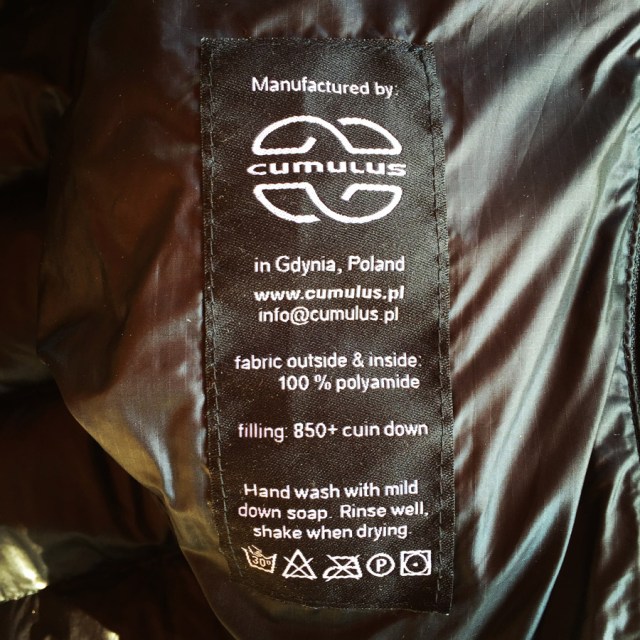 Manufactured by:
CUMULUS
in Gdynia, Poland
www.cumulus.pl
info@cumulus.pl
fabric outside & inside:
100 % polyamide
filling: 850+ cuin down
Hand wash with mild
down soap. Rinse well,
shake when drying.
30° P